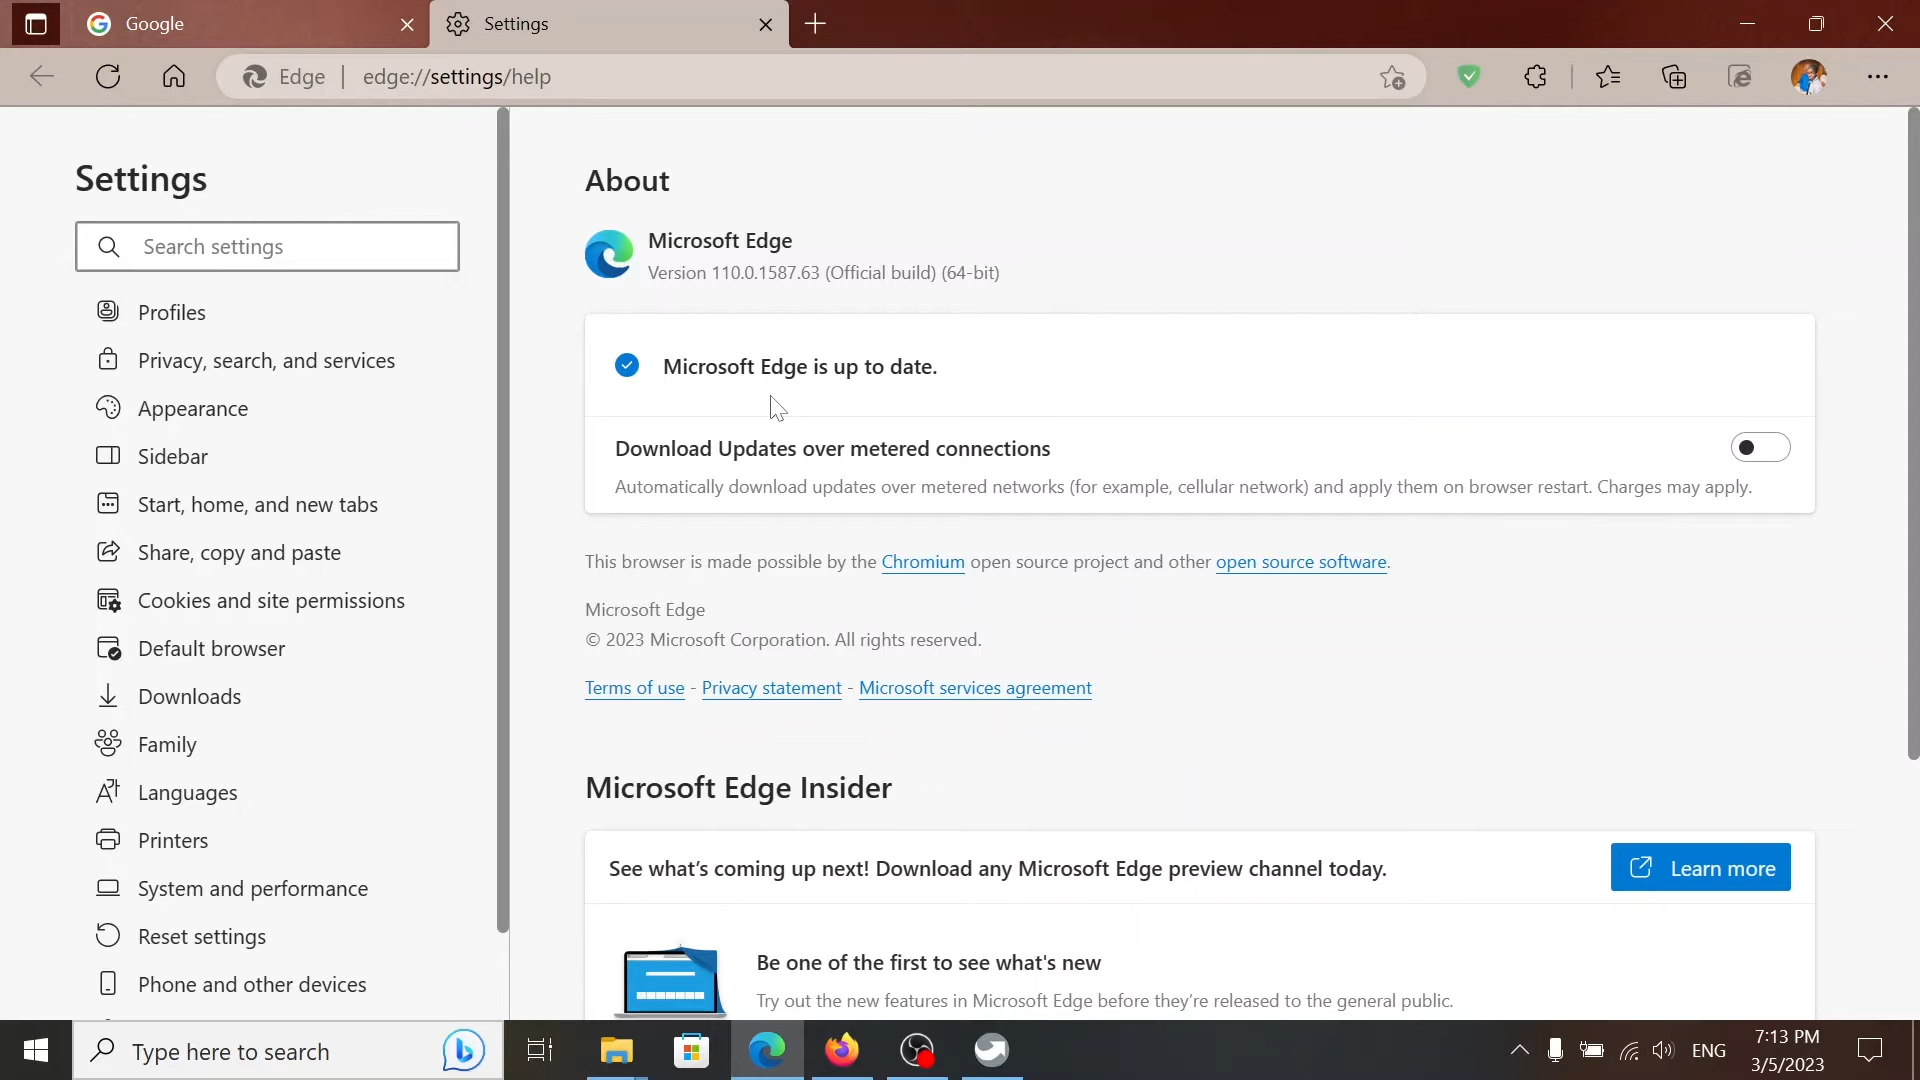 Google
Settings
Edge | edge://settings/help
Settings
Search settings
Profiles
Privacy, search, and services
Appearance
Sidebar
Start, home, and new tabs
Share, copy and paste
Cookies and site permissions
Default browser
Downloads
Family
Languages
Printers
System and performance
Reset settings
Phone and other devices
About
Microsoft Edge
Version 110.0.1587.63 (Official build) (64-bit)
Microsoft Edge is up to date.
Download Updates over metered connections
Automatically download updates over metered networks (for example, cellular network) and apply them on browser restart. Charges may apply.
This browser is made possible by the Chromium open source project and other open source software.
Microsoft Edge
© 2023 Microsoft Corporation. All rights reserved.
Terms of use - Privacy statement - Microsoft services agreement
Microsoft Edge Insider
See what's coming up next! Download any Microsoft Edge preview channel today.
Learn more
Be one of the first to see what's new
Try out the new features in Microsoft Edge before they're released to the general public.
Type here to search
ENG
7:13 PM
3/5/2023